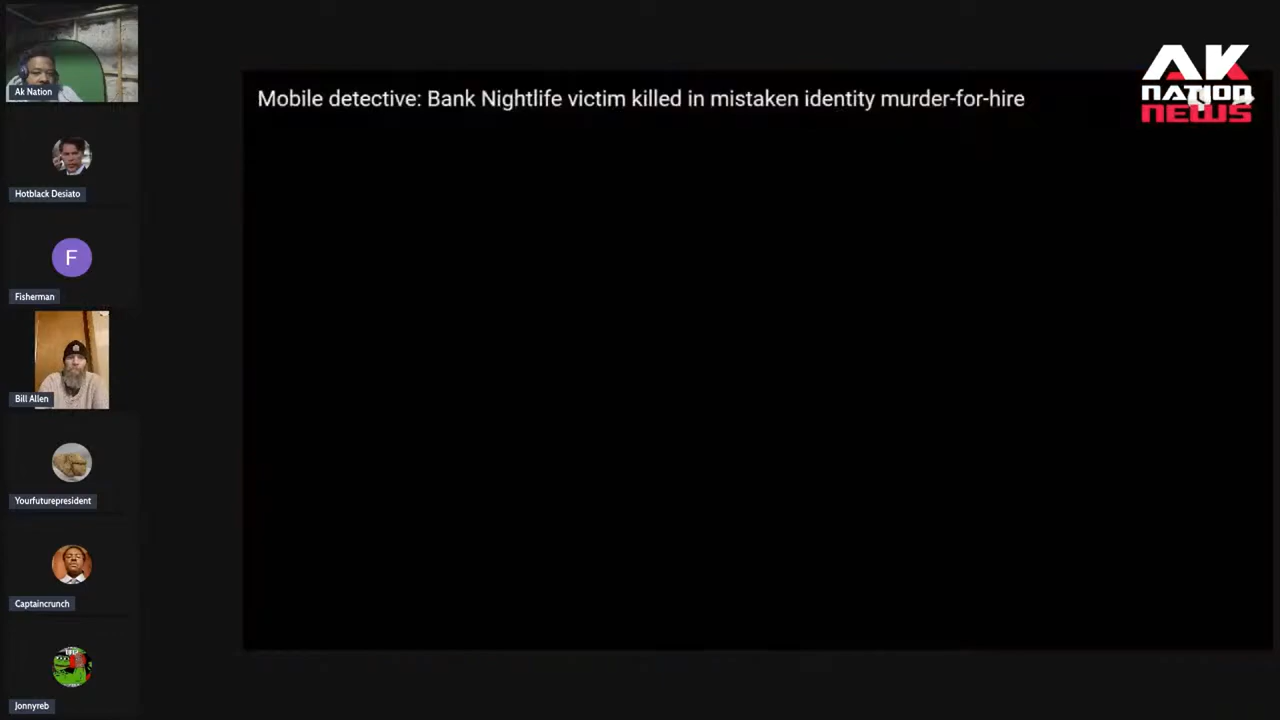 Ak Nation
Hotblack Desiato
Fisherman
F
Bill Allen
Yourfuturepresident
Captaincrunch
Jonnyreb
Mobile detective: Bank Nightlife victim killed in mistaken identity murder-for-hire
AK
NATION
NEWS